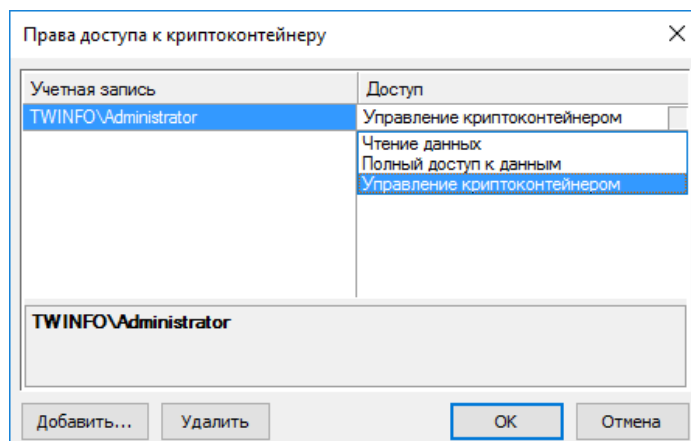 Права доступа к криптоконтейнеру
Учетная запись Доступ
TWINFO\Administrator Управление криптоконтейнером
Чтение данных
Полный доступ к данным
Управление криптоконтейнером
TWINFO\Administrator
Добавить... Удалить OK Отмена